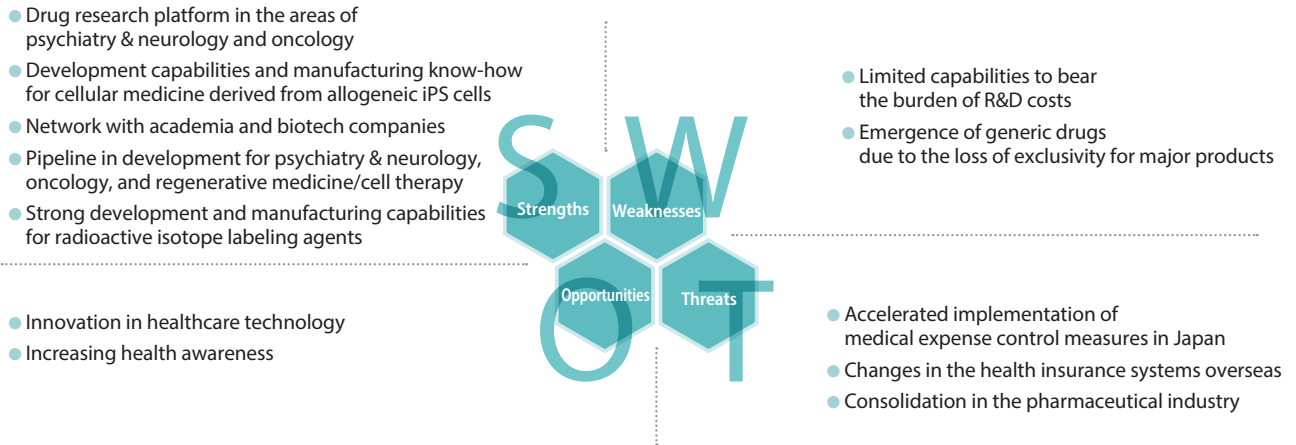 ● Drug research platform in the areas of
psychiatry & neurology and oncology
● Development capabilities and manufacturing know-how
for cellular medicine derived from allogeneic iPS cells
● Network with academia and biotech companies
● Pipeline in development for psychiatry & neurology,
oncology, and regenerative medicine/cell therapy
● Strong development and manufacturing capabilities
for radioactive isotope labeling agents
S W
Strengths Weaknesses
● Limited capabilities to bear
the burden of R&D costs
● Emergence of generic drugs
due to the loss of exclusivity for major products
● Innovation in healthcare technology
● Increasing health awareness
Opportunities Threats
O T
● Accelerated implementation of
medical expense control measures in Japan
● Changes in the health insurance systems overseas
● Consolidation in the pharmaceutical industry